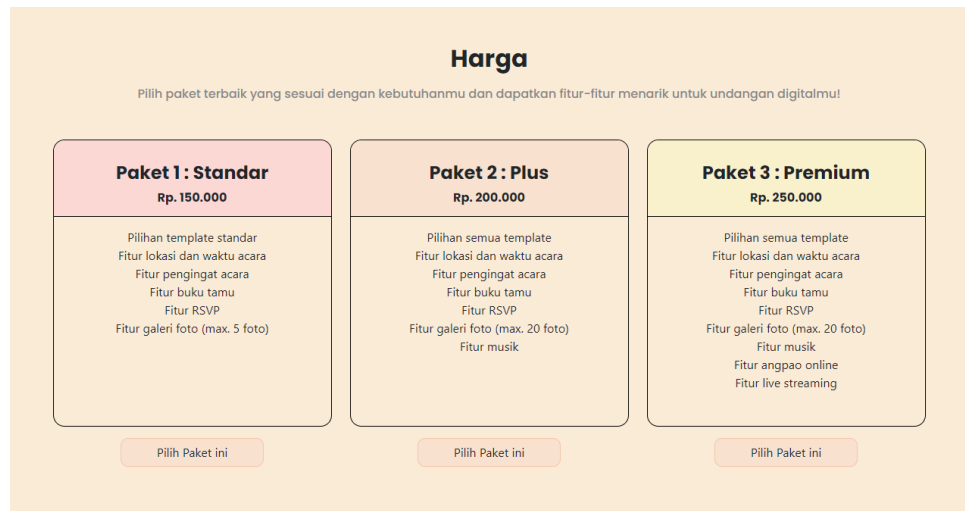 Harga
Pilih paket terbaik yang sesuai dengan kebutuhanmu dan dapatkan fitur-fitur menarik untuk undangan digitalmu!
Paket 1 : Standar
Rp. 150.000
Pilihan template standar
Fitur lokasi dan waktu acara
Fitur pengingat acara
Fitur buku tamu
Fitur RSVP
Fitur galeri foto (max. 5 foto)
Pilih Paket ini
Paket 2 : Plus
Rp. 200.000
Pilihan semua template
Fitur lokasi dan waktu acara
Fitur pengingat acara
Fitur buku tamu
Fitur RSVP
Fitur galeri foto (max. 20 foto)
Fitur musik
Pilih Paket ini
Paket 3 : Premium
Rp. 250.000
Pilihan semua template
Fitur lokasi dan waktu acara
Fitur pengingat acara
Fitur buku tamu
Fitur RSVP
Fitur galeri foto (max. 20 foto)
Fitur musik
Fitur angpao online
Fitur live streaming
Pilih Paket ini